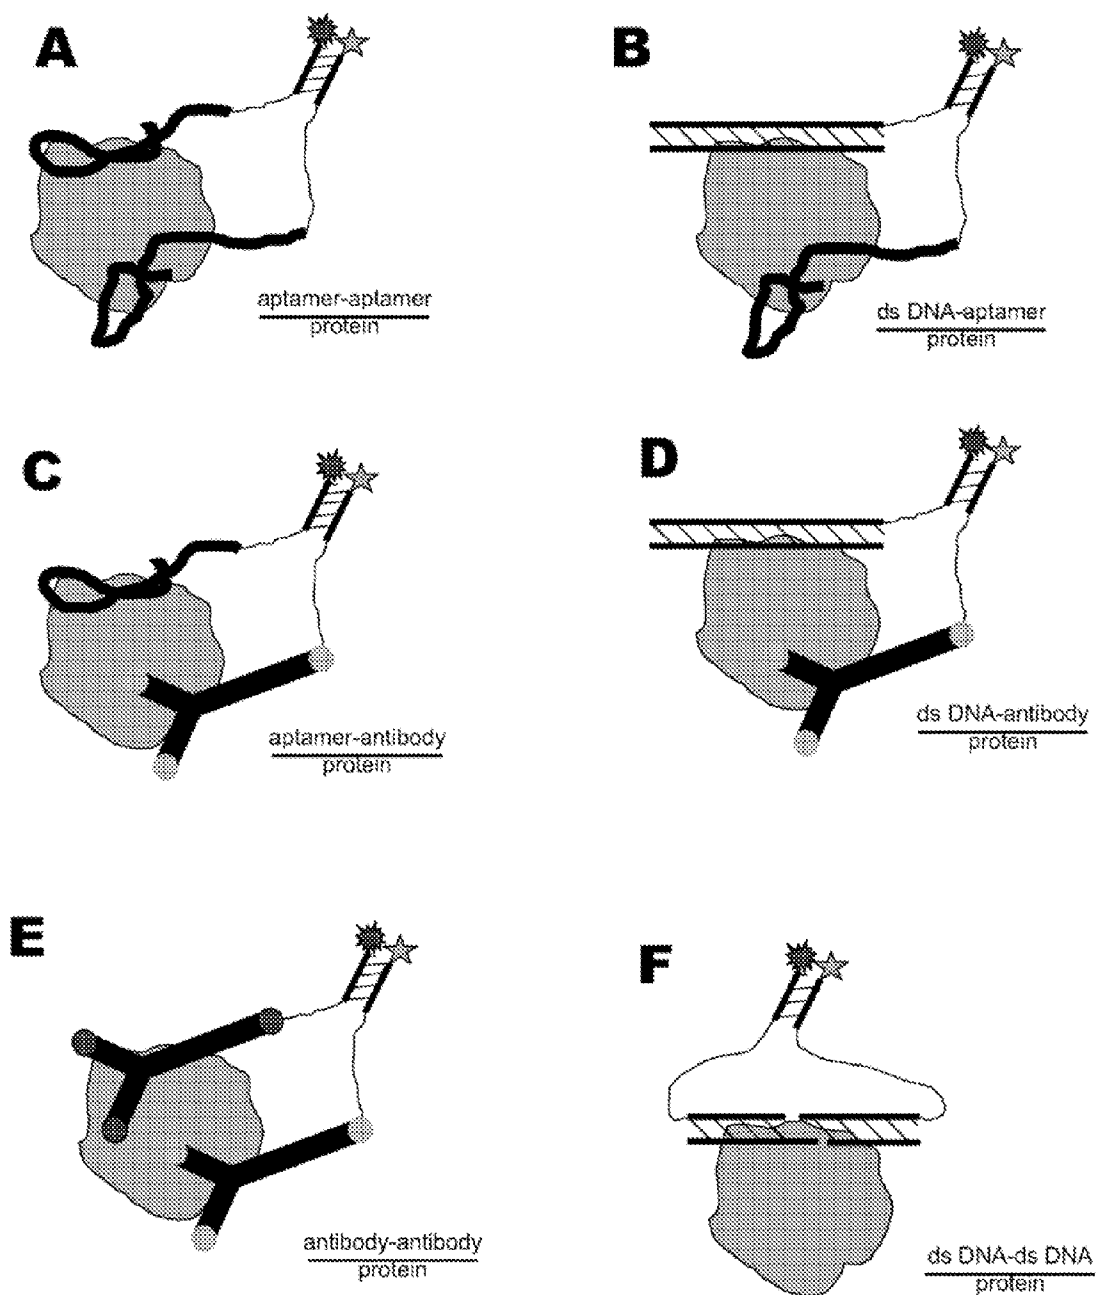 A
B
aptamer-aptamer
protein
ds DNA-aptamer
protein
C
D
aptamer-antibody
protein
ds DNA-antibody
protein
E
F
antibody-antibody
protein
ds DNA-ds DNA
protein